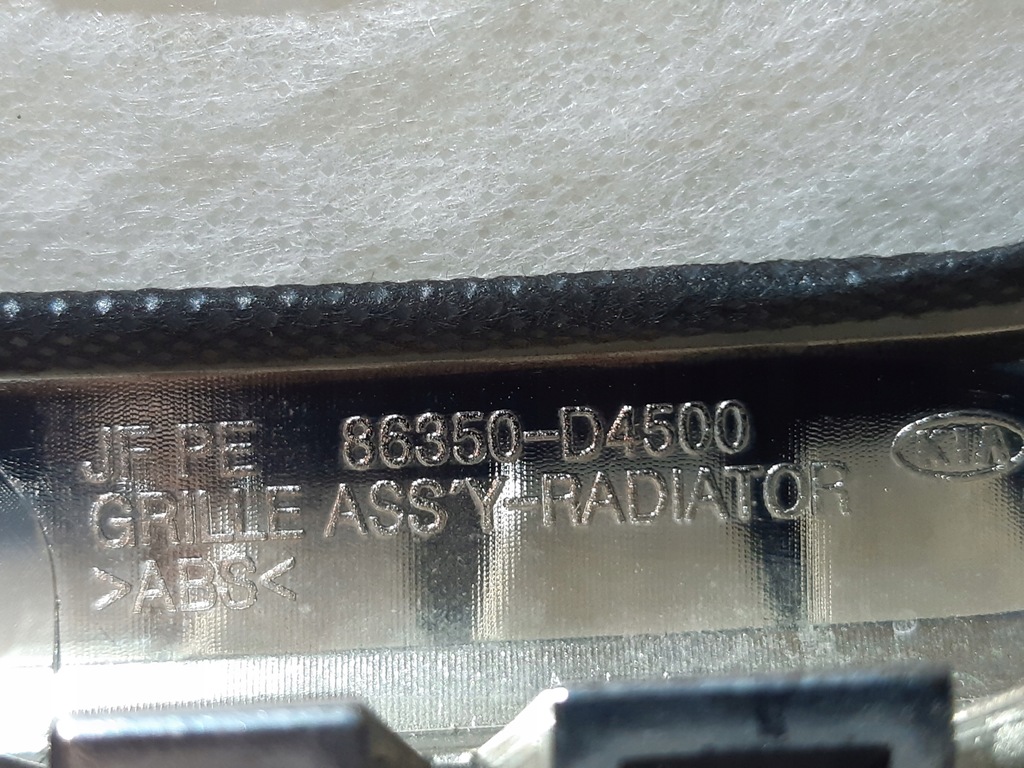 JF PE 86350-D4500
GRILLE ASS'Y-RADIATOR
>ABS<
KIA